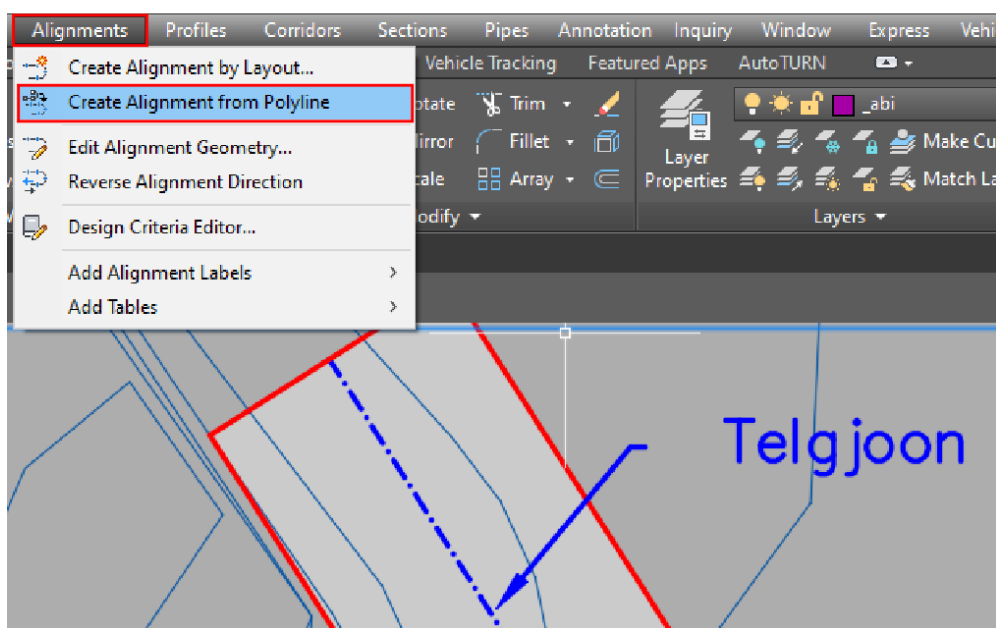 Alignments Profiles Corridors Sections Pipes Annotation Inquiry Window Express Vehi
Create Alignment by Layout... Vehicle Tracking Featured Apps AutoTURN
Create Alignment from Polyline otate Trim _abi
Edit Alignment Geometry... lirror Fillet Layer Properties Make Cu
Reverse Alignment Direction cale Array Match La
Design Criteria Editor... odify Layers
Add Alignment Labels
Add Tables
Telgjoon